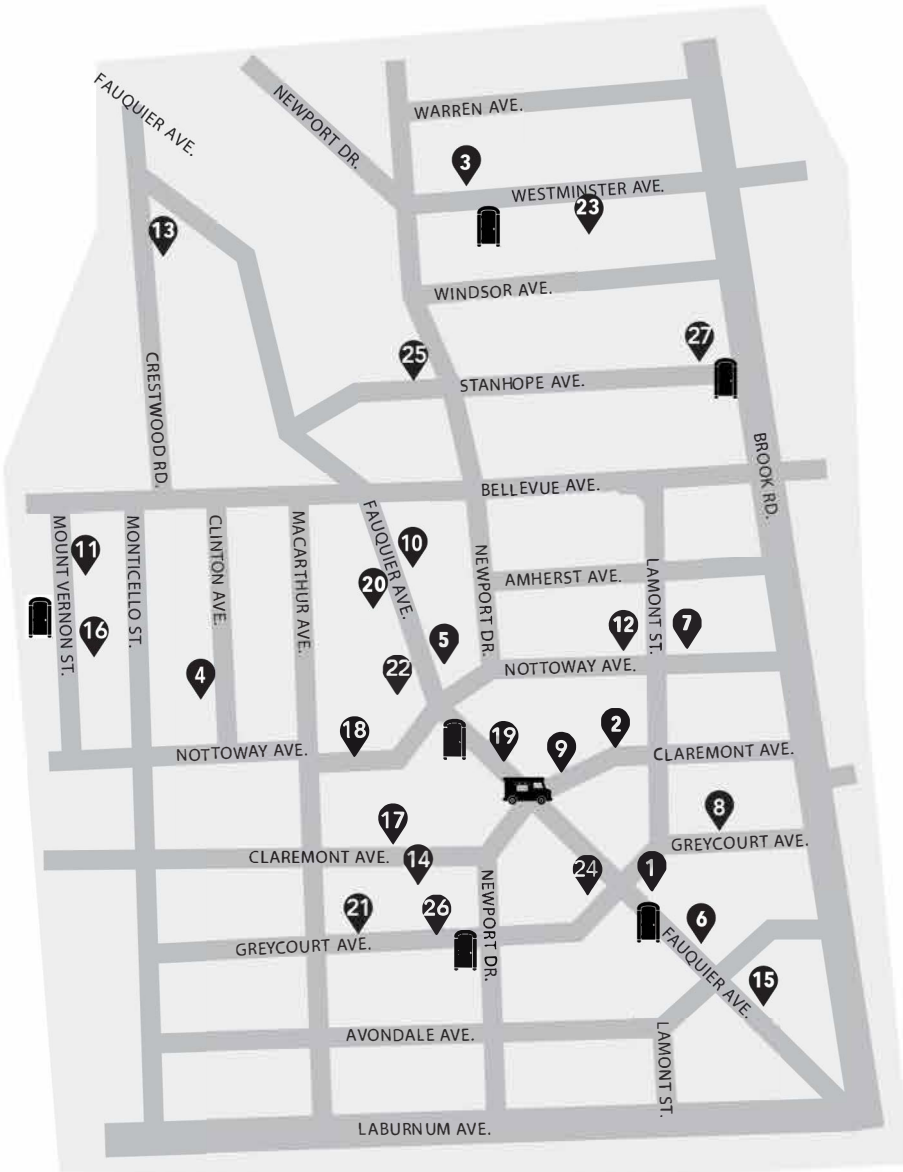 FAUQUIER AVE.
NEWPORT DR.
WARREN AVE.
3
WESTMINSTER AVE.
23
13
WINDSOR AVE.
27
25
STANHOPE AVE.
CRESTWOOD RD.
BROOK RD.
BELLEVUE AVE.
MOUNT VERNON ST.
11
MONTICELLO ST.
CLINTON AVE.
MACARTHUR AVE.
FAUQUIER AVE.
10
NEWPORT DR.
AMHERST AVE.
LAMONT ST.
20
16
5
12
7
4
22
NOTTOWAY AVE.
18
19
9
2
NOTTOWAY AVE.
CLAREMONT AVE.
17
8
GREYCOURT AVE.
CLAREMONT AVE.
14
24
1
NEWPORT DR.
21
26
6
GREYCOURT AVE.
FAUQUIER AVE.
15
AVONDALE AVE.
LAMONT ST.
LABURNUM AVE.